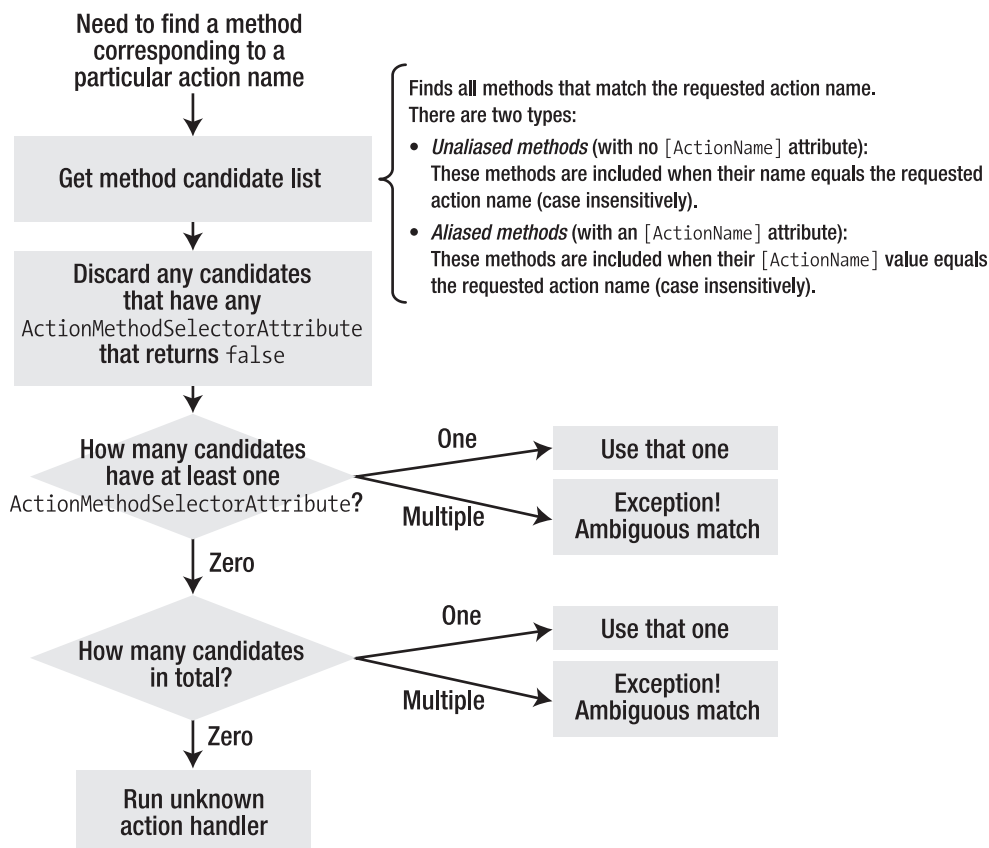 Need to find a method
corresponding to a
particular action name
Get method candidate list
Finds all methods that match the requested action name.
There are two types:
• Unaliased methods (with no [ActionName] attribute):
These methods are included when their name equals the requested
action name (case insensitively).
• Aliased methods (with an [ActionName] attribute):
These methods are included when their [ActionName] value equals
the requested action name (case insensitively).
Discard any candidates
that have any
ActionMethodSelectorAttribute
that returns false
How many candidates
have at least one
ActionMethodSelectorAttribute?
One
Use that one
Multiple
Exception!
Ambiguous match
Zero
How many candidates
in total?
One
Use that one
Multiple
Exception!
Ambiguous match
Zero
Run unknown
action handler